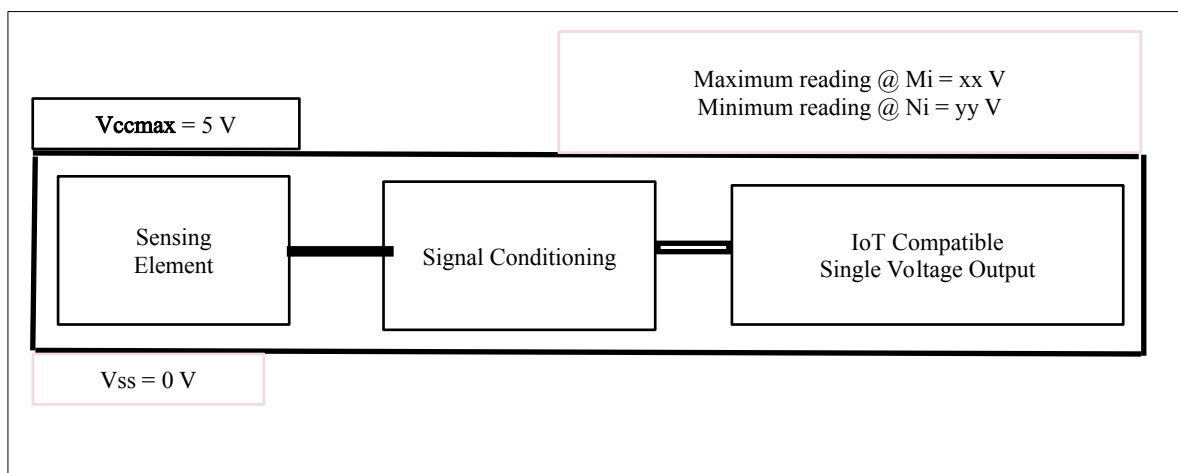 Maximum reading @ Mi = xx V
Minimum reading @ Ni = yy V
Vccmax = 5 V
Sensing
Element
Signal Conditioning
IoT Compatible
Single Voltage Output
Vss = 0 V